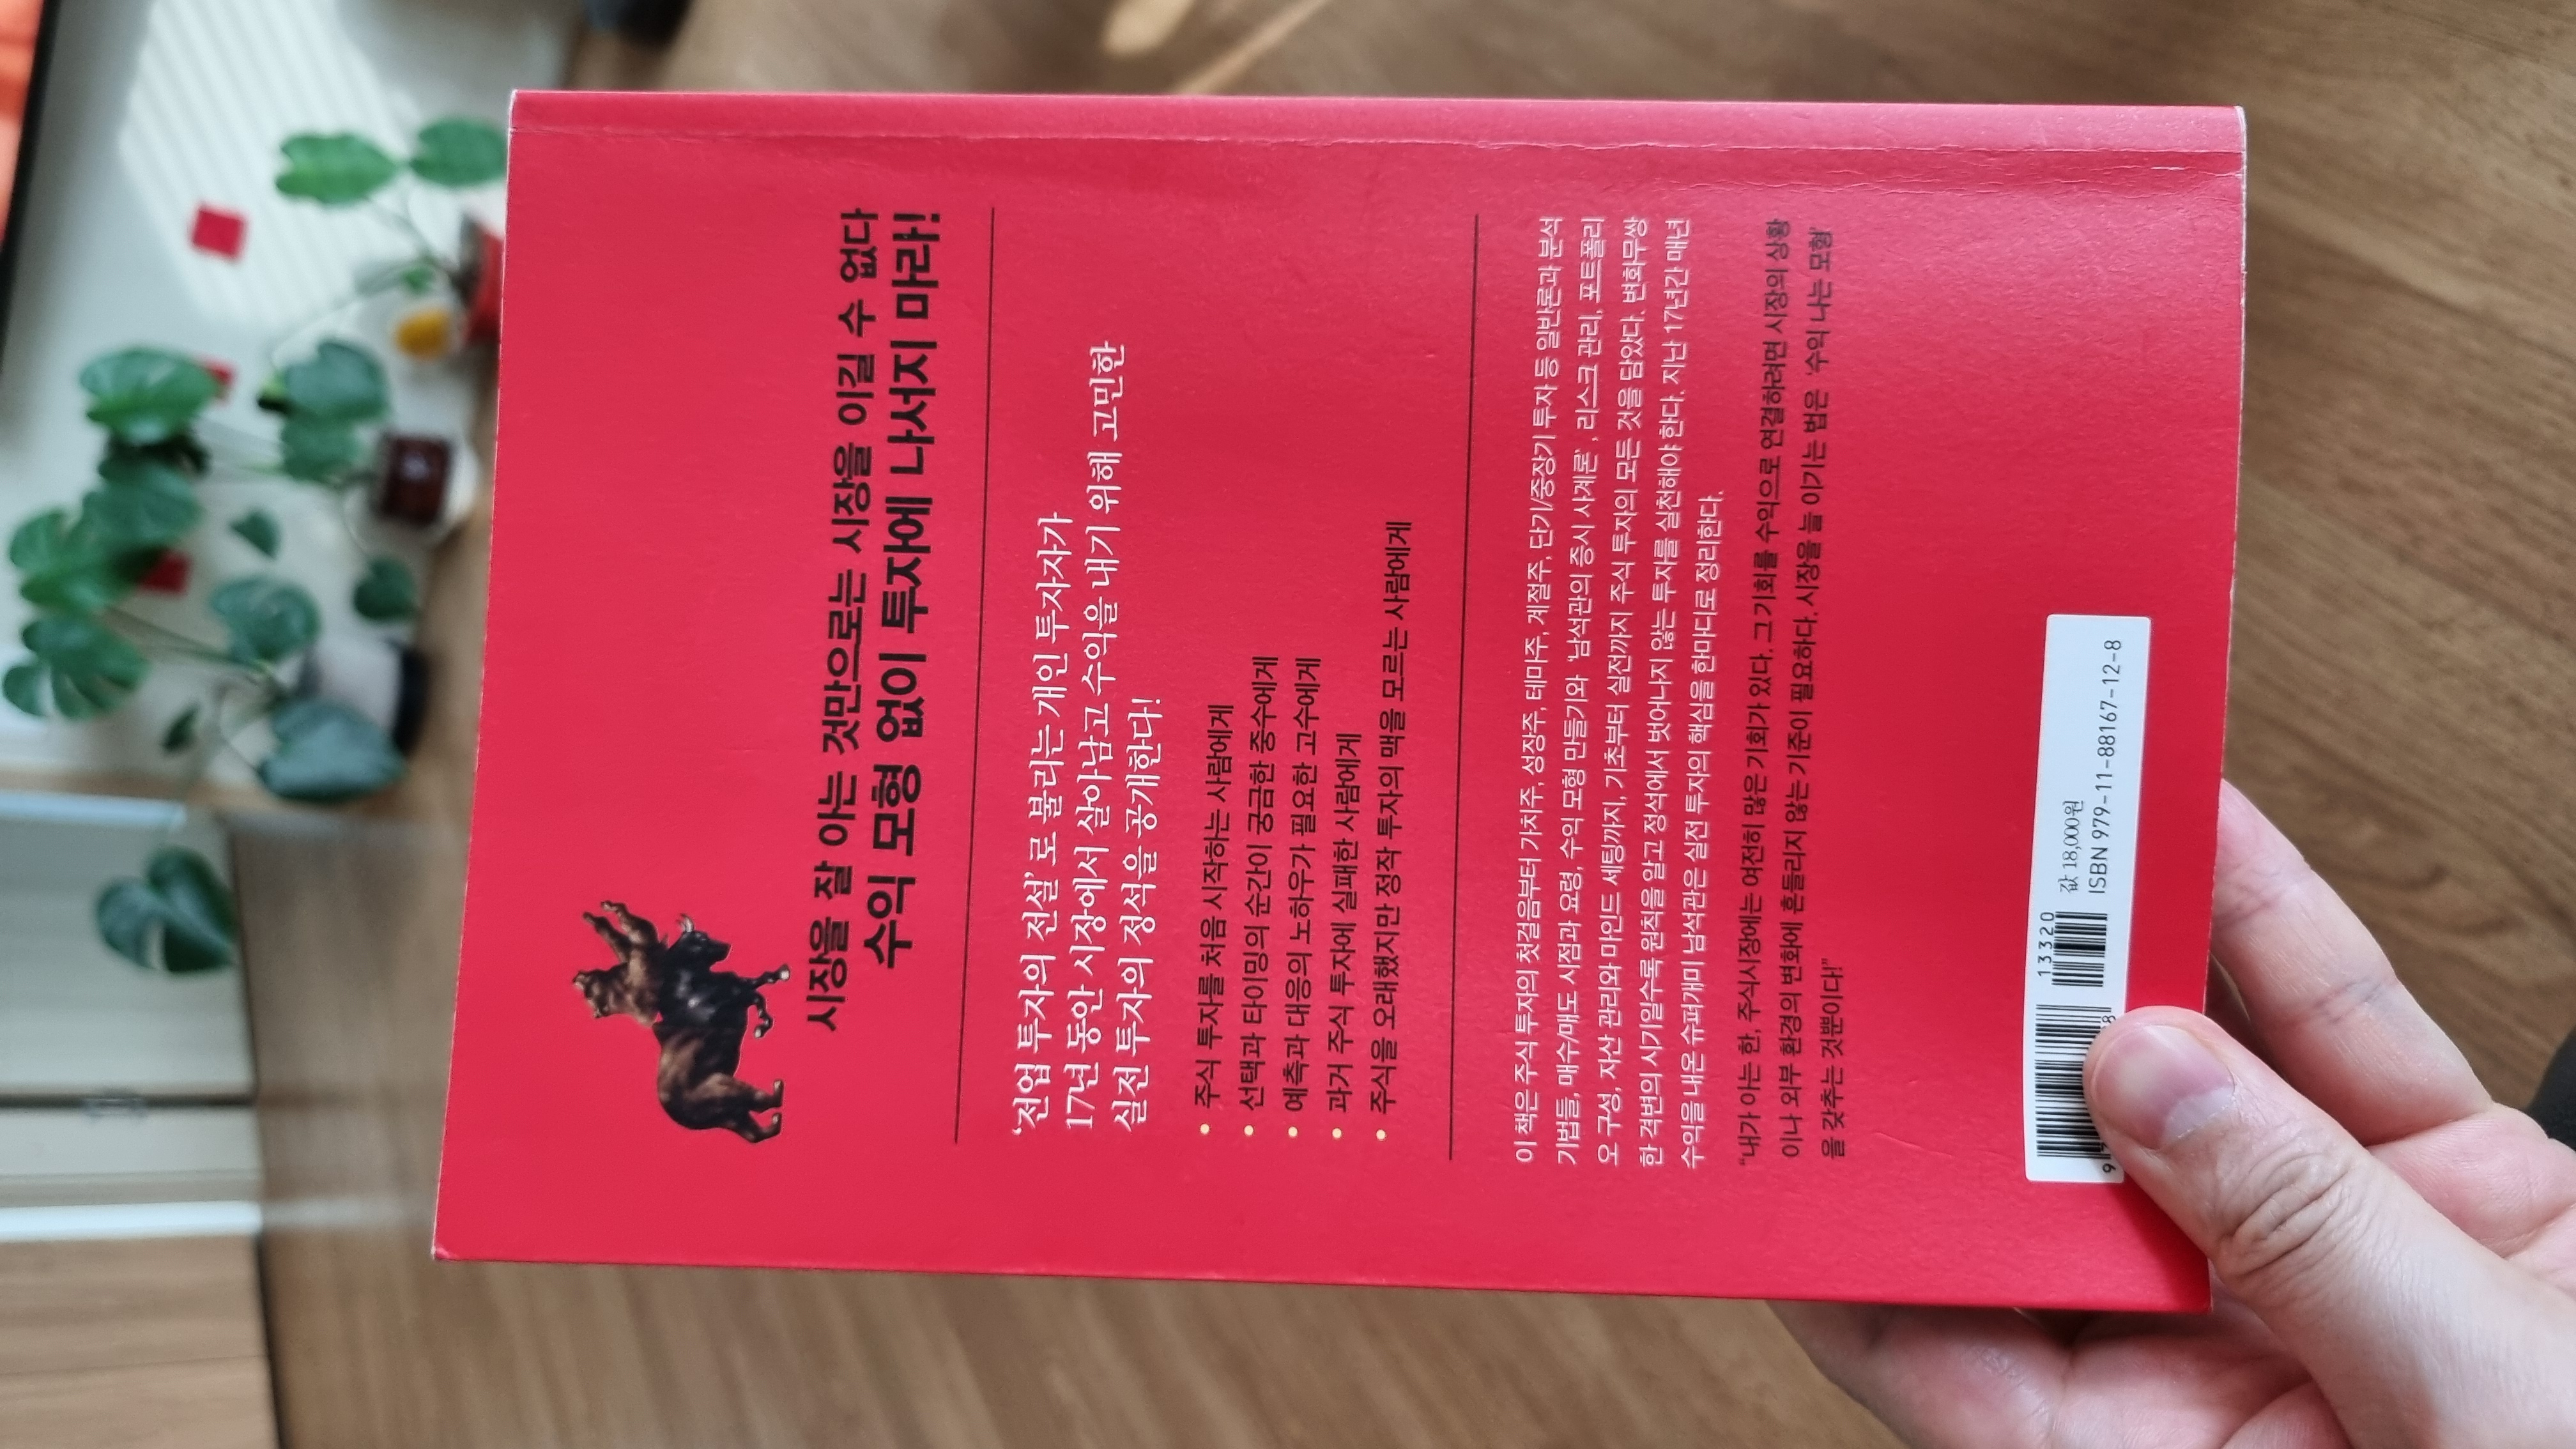 시장을 잘 아는 것만으로는 시장을 이길 수 없다
수익 모형 없이 투자에 나서지 마라!
‘전업 투자의 전설’로 불리는 개인 투자자가
17년 동안 시장에서 살아남고 수익을 내기 위해 고민한
실전 투자의 정석을 공개한다!
• 주식 투자를 처음 시작하는 사람에게
• 선택과 타이밍의 순간이 궁금한 중수에게
• 예측과 대응의 노하우가 필요한 고수에게
• 과거 주식 투자에 실패한 사람에게
• 주식을 오래했지만 정작 투자의 맥을 모르는 사람에게
이 책은 주식 투자의 첫걸음부터 가치주, 성장주, 테마주, 계절주, 단기/중장기 투자 등 일반론과 분석
기법들, 매수/매도 시점과 요령, 수익 모형 만들기와 ‘남석관의 증시 사계론’, 리스크 관리, 포트폴리
오 구성, 자산 관리와 마인드 세팅까지, 기초부터 실전까지 주식 투자의 모든 것을 담았다. 변화무쌍
한 격변의 시기일수록 원칙을 알고 정석에서 벗어나지 않는 투자를 실천해야 한다. 지난 17년간 매년
수익을 내온 슈퍼개미 남석관은 실전 투자의 핵심을 한마디로 정리한다.
“내가 아는 한, 주식시장에는 여전히 많은 기회가 있다. 그 기회를 수익으로 연결하려면 시장의 상황
이나 외부 환경의 변화에 흔들리지 않는 기준이 필요하다. 시장을 늘 이기는 법은 ‘수익 나는 모형’
을 갖추는 것뿐이다!”
13320
값 18,000원
ISBN 979-11-88167-12-8